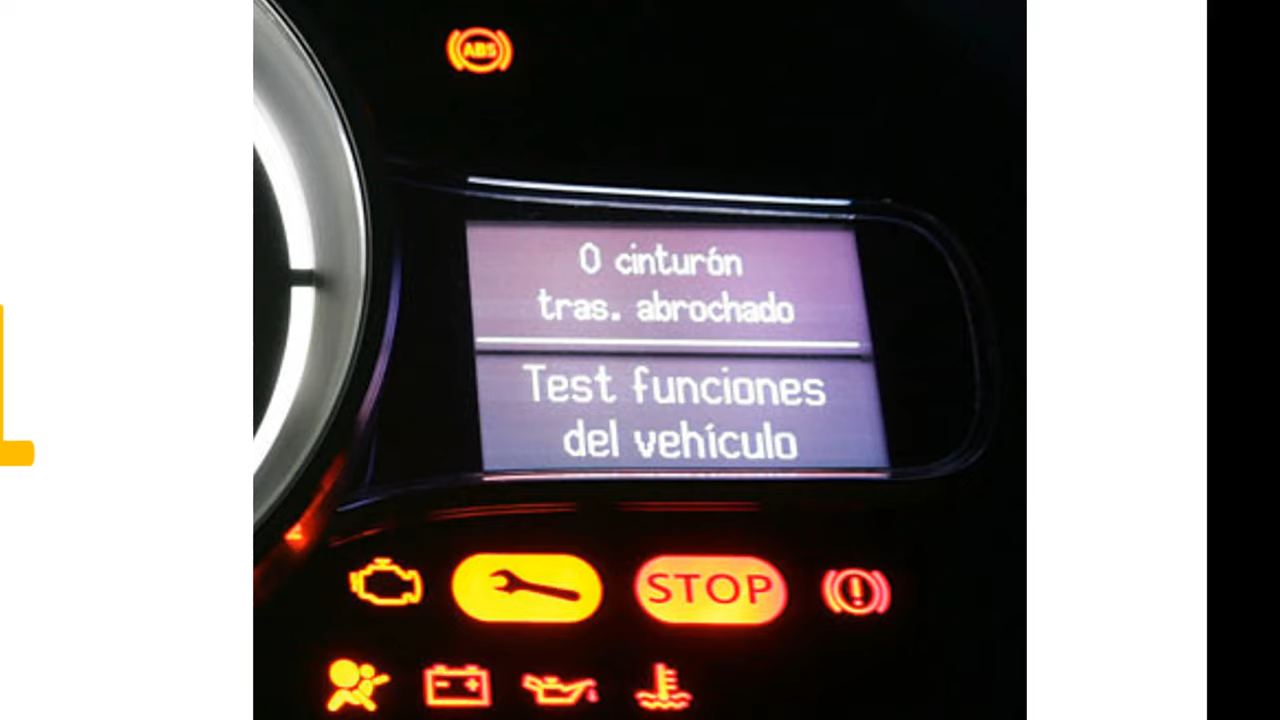 ABS
0 cinturón
tras. abrochado
Test funciones
del vehículo
STOP